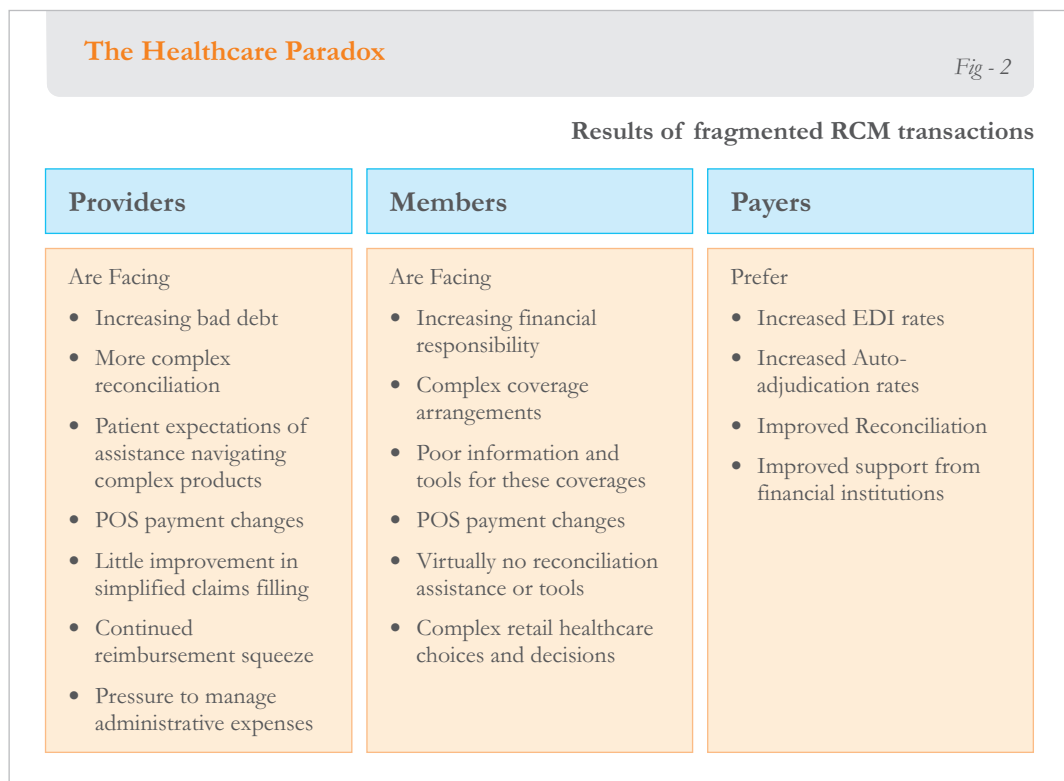 The Healthcare Paradox
Fig - 2
Results of fragmented RCM transactions
Providers
Are Facing
• Increasing bad debt
• More complex
reconciliation
• Patient expectations of
assistance navigating
complex products
• POS payment changes
• Little improvement in
simplified claims filling
• Continued
reimbursement squeeze
• Pressure to manage
administrative expenses
Members
Are Facing
• Increasing financial
responsibility
• Complex coverage
arrangements
• Poor information and
tools for these coverages
• POS payment changes
• Virtually no reconciliation
assistance or tools
• Complex retail healthcare
choices and decisions
Payers
Prefer
• Increased EDI rates
• Increased Auto-
adjudication rates
• Improved Reconciliation
• Improved support from
financial institutions